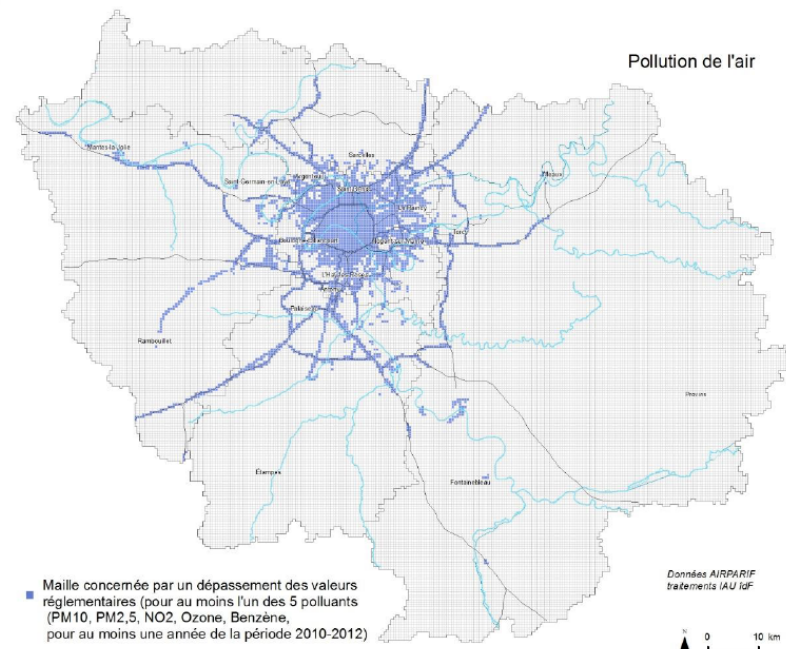 Pollution de l'air
Mantes-la-Jolie
Sarcelles
Argenteuil
Saint-Germain-en-Laye
Saint-Denis
Le Raincy
Meaux
Torcy
Boulogne-Billancourt
Nogent-sur-Marne
L'Haÿ-les-Roses
Antony
Palaiseau
Rambouillet
Provins
Étampes
Fontainebleau
Maille concernée par un dépassement des valeurs
réglementaires (pour au moins l'un des 5 polluants
(PM10, PM2,5, NO2, Ozone, Benzène,
pour au moins une année de la période 2010-2012)
Données AIRPARIF
traitements IAU IdF
N 0 10 km